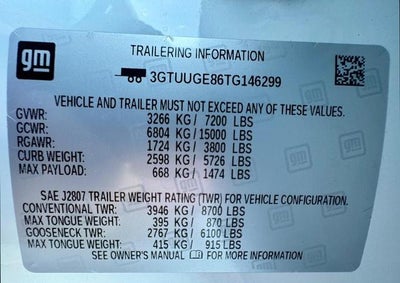 gm
TRAILERING INFORMATION
3GTUUGE86TG146299
VEHICLE AND TRAILER MUST NOT EXCEED ANY OF THESE VALUES.
GVWR: 3266 KG/ 7200 LBS
GCWR: 6804 KG/15000 LBS
RGAWR: 1724 KG/ 3800 LBS
CURB WEIGHT: 2598 KG/ 5726 LBS
MAX PAYLOAD: 668 KG/ 1474 LBS
SAE J2807 TRAILER WEIGHT RATING (TWR) FOR VEHICLE CONFIGURATION.
CONVENTIONAL TWR: 3946 KG/ 8700 LBS
MAX TONGUE WEIGHT: 395 KG/ 870 LBS
GOOSENECK TWR: 2767 KG/ 6100 LBS
MAX TONGUE WEIGHT: 415 KG/ 915 LBS
SEE OWNER'S MANUAL FOR MORE INFORMATION